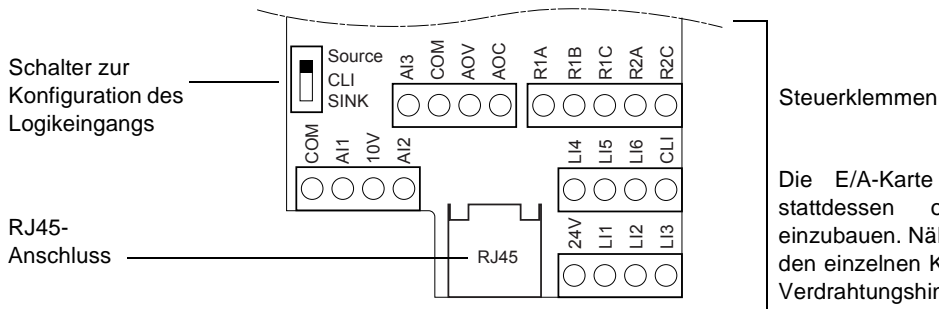 Schalter zur
Konfiguration des
Logikeingangs
Source
CLI
SINK
AI3
COM
AOV
AOC
R1A
R1B
R1C
R2A
R2C
COM
AI1
10V
AI2
LI4
LI5
LI6
CLI
RJ45-
Anschluss
RJ45
24V
LI1
LI2
LI3
Steuerklemmen
Die E/A-Karte
stattdessen
einzubauen. Nä
den einzelnen K
Verdrahtungshin